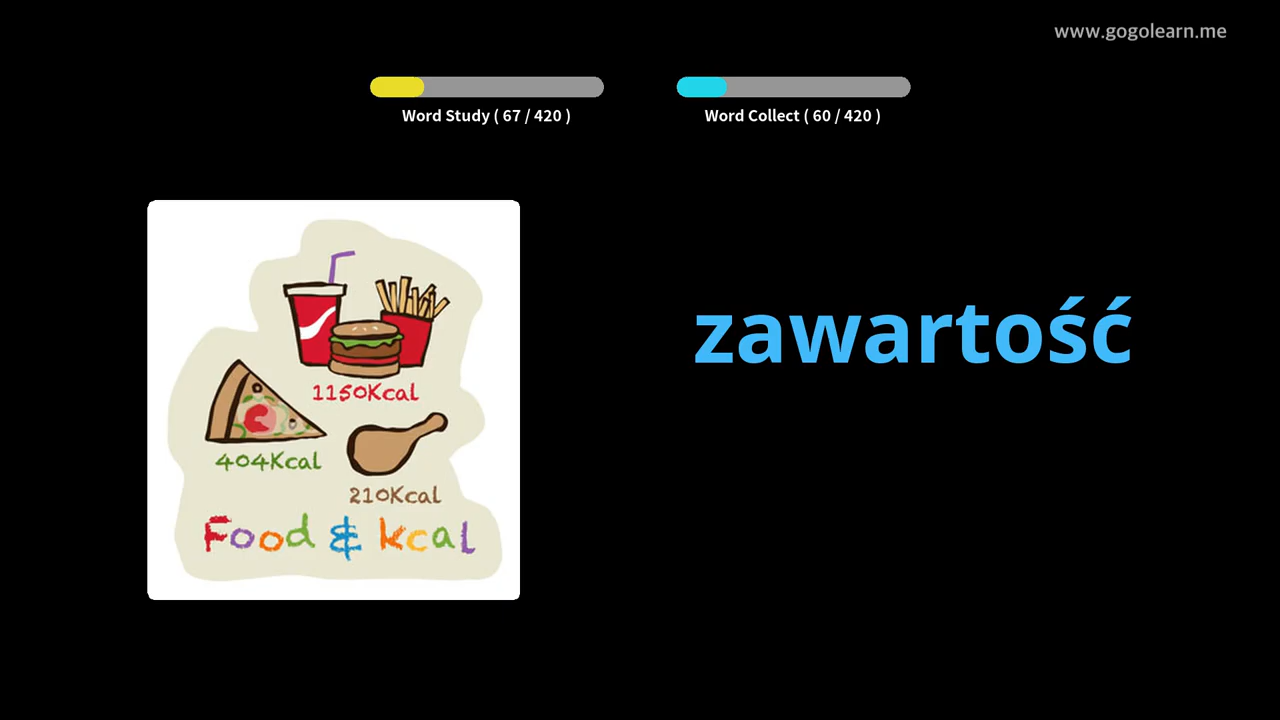 www.gogolearn.me
Word Study ( 67 / 420 )
Word Collect ( 60 / 420 )
zawartość
1150Kcal
404Kcal
210Kcal
Food & kcal